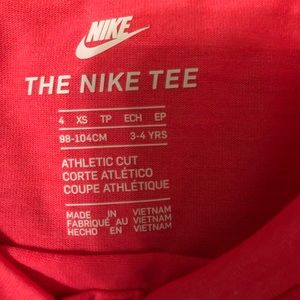 NIKE
THE NIKE TEE
4 XS TP ECH EP
98-104CM 3-4 YRS
ATHLETIC CUT
CORTE ATLÉTICO
COUPE ATHLÉTIQUE
MADE IN VIETNAM
FABRIQUÉ AU VIETNAM
HECHO EN VIETNAM